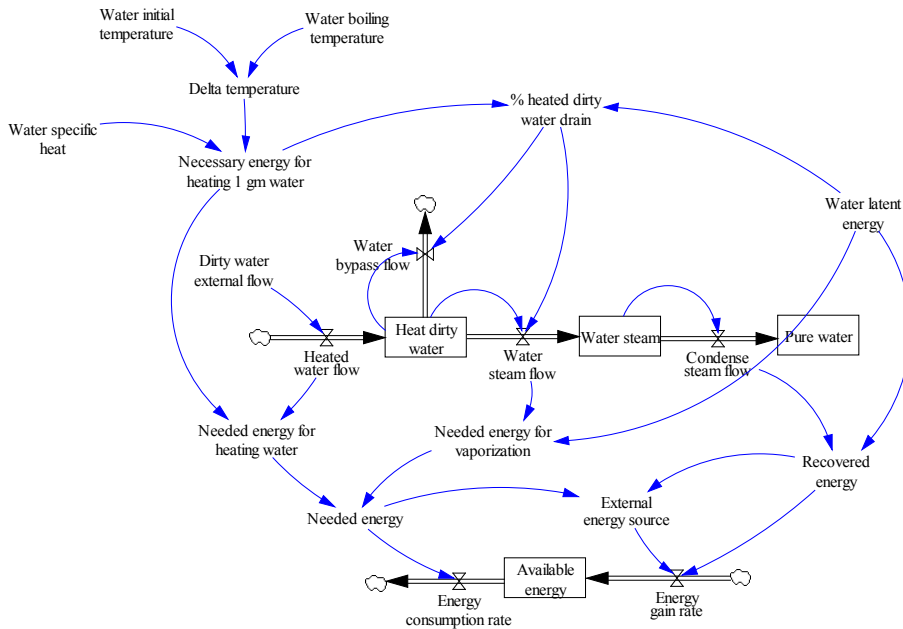 Water initial
temperature
Water boiling
temperature
Delta temperature
% heated dirty
water drain
Water specific
heat
Necessary energy for
heating 1 gm water
Water latent
energy
Water
bypass flow
Dirty water
external flow
Heat dirty
water
Water steam
Pure water
Heated
water flow
Water
steam flow
Condense
steam flow
Needed energy for
heating water
Needed energy for
vaporization
Recovered
energy
Needed energy
External
energy source
Available
energy
Energy
consumption rate
Energy
gain rate